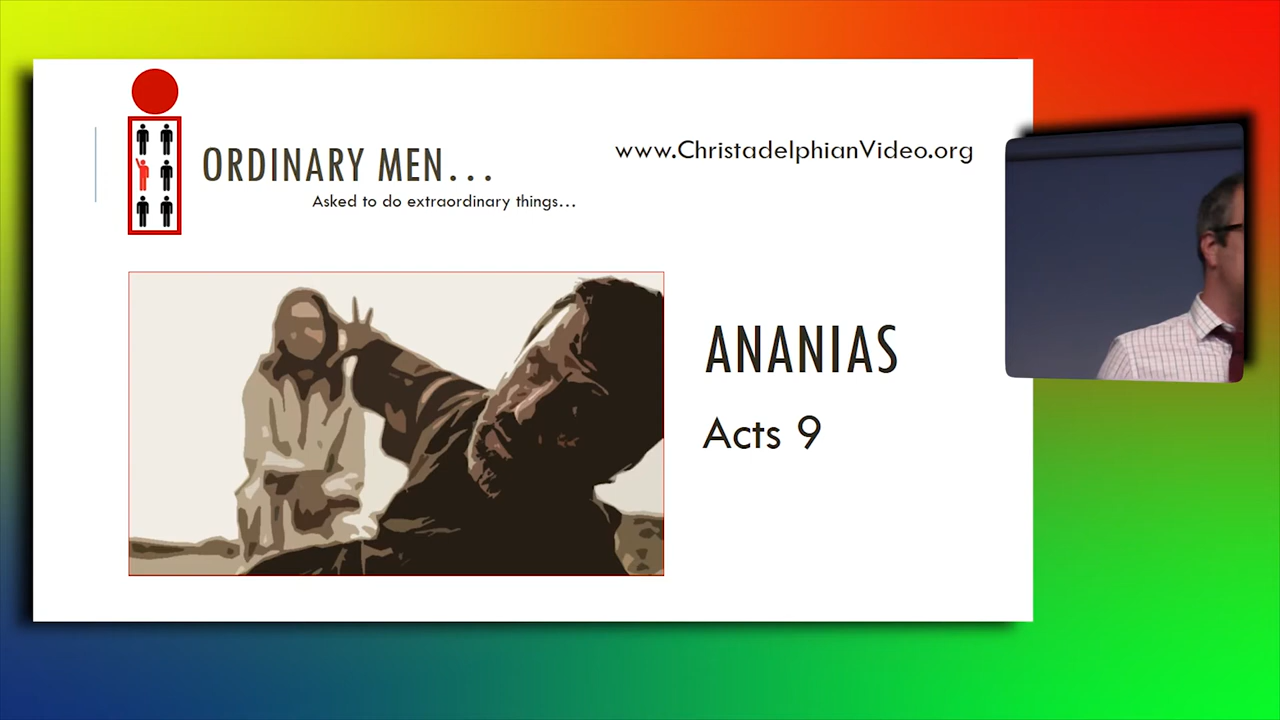 ORDINARY MEN...
Asked to do extraordinary things...
www.ChristadelphianVideo.org
ANANIAS
Acts 9